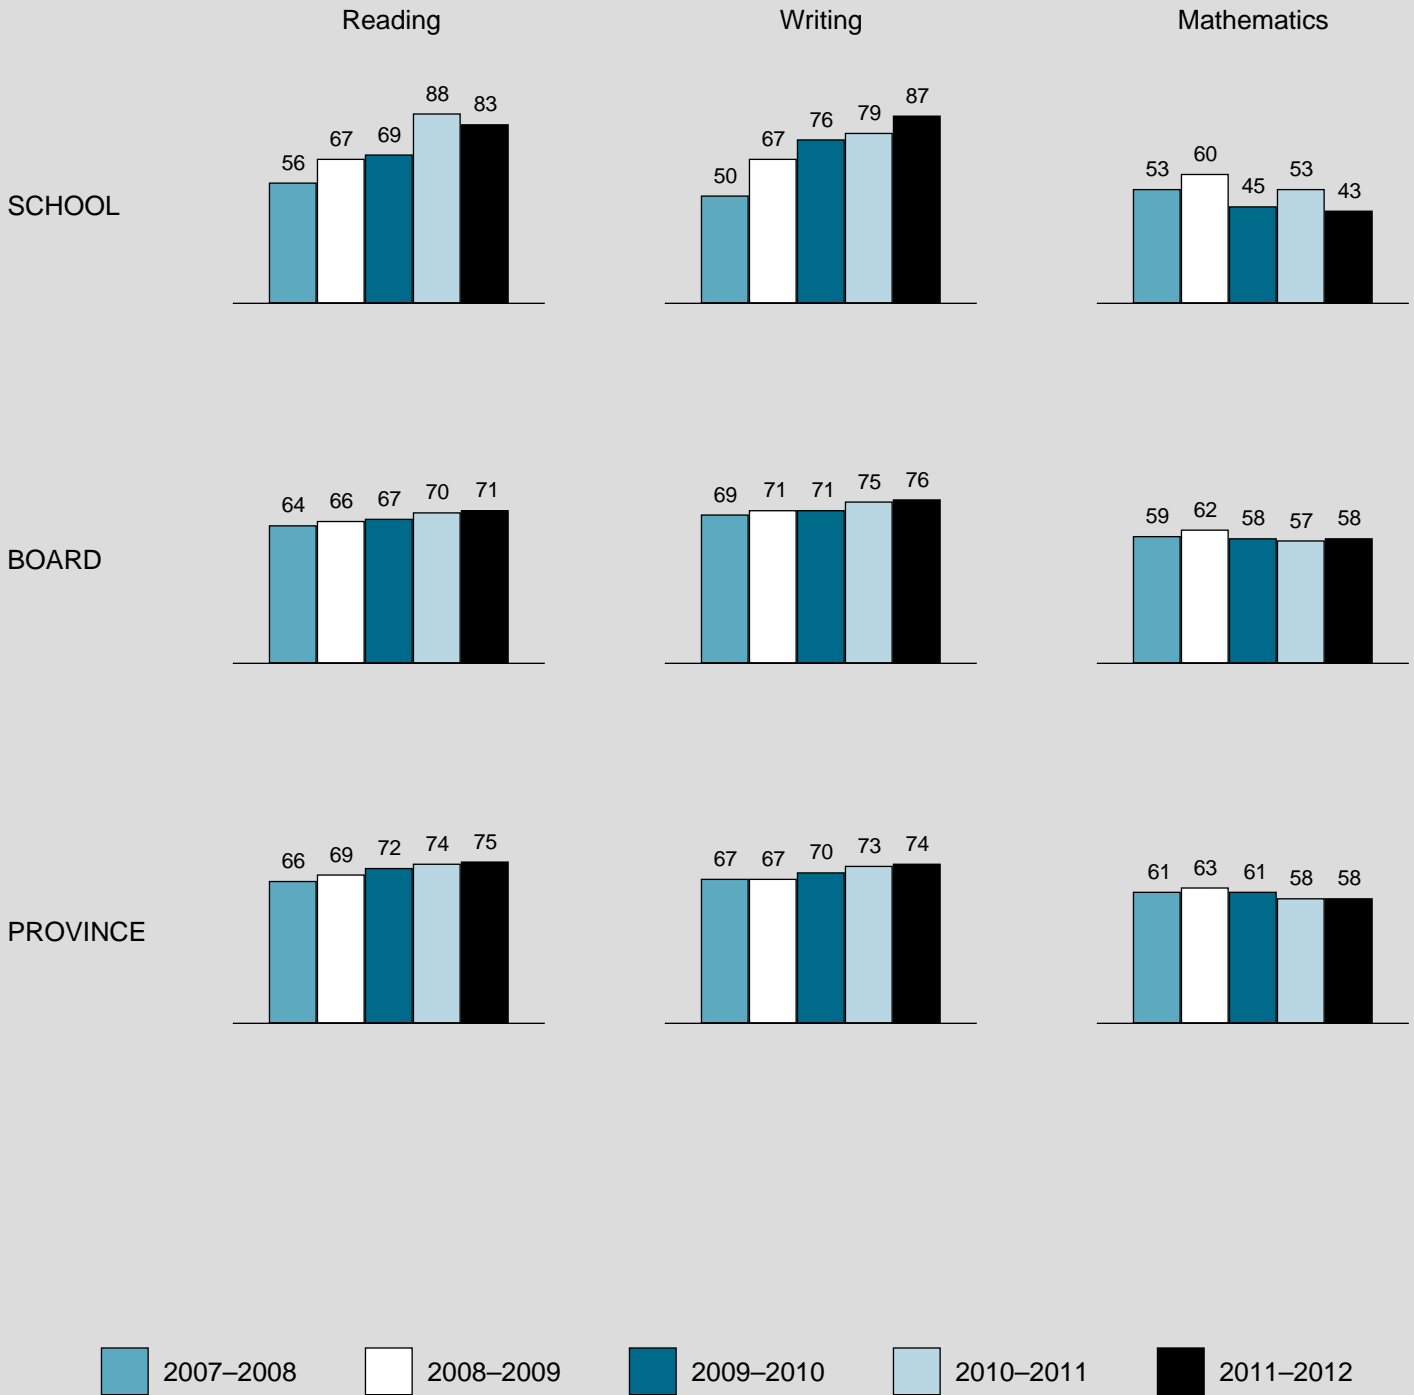 Reading Writing Mathematics
SCHOOL
56 67 69 88 83
50 67 76 79 87
53 60 45 53 43
BOARD
64 66 67 70 71
69 71 71 75 76
59 62 58 57 58
PROVINCE
66 69 72 74 75
67 67 70 73 74
61 63 61 58 58
2007–2008 2008–2009 2009–2010 2010–2011 2011–2012